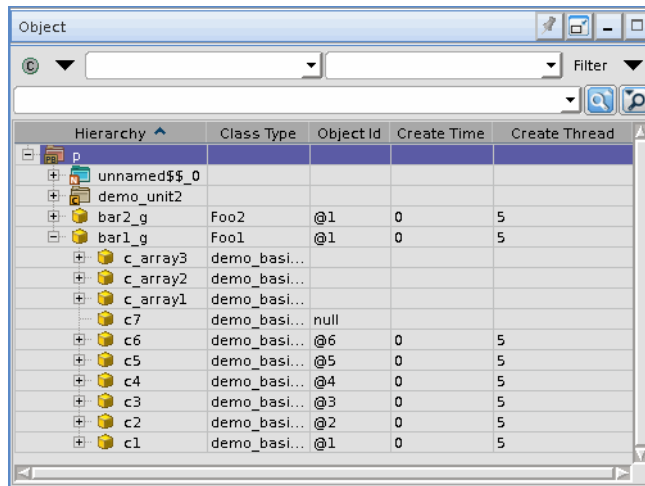 Object
C Filter
Hierarchy Class Type Object Id Create Time Create Thread
p
unnamed$$_0
demo_unit2
bar2_g Foo2 @1 0 5
bar1_g Foo1 @1 0 5
c_array3 demo_basi...
c_array2 demo_basi...
c_array1 demo_basi...
c7 demo_basi... null
c6 demo_basi... @6 0 5
c5 demo_basi... @5 0 5
c4 demo_basi... @4 0 5
c3 demo_basi... @3 0 5
c2 demo_basi... @2 0 5
c1 demo_basi... @1 0 5